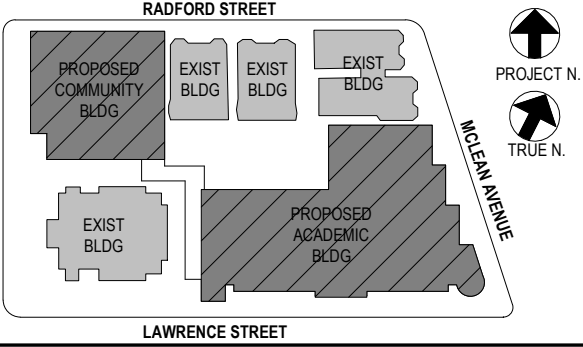 RADFORD STREET
PROPOSED
COMMUNITY
BLDG
EXIST
BLDG
EXIST
BLDG
EXIST
BLDG
PROJECT N.
TRUE N.
MCLEAN AVENUE
EXIST
BLDG
PROPOSED
ACADEMIC
BLDG
LAWRENCE STREET